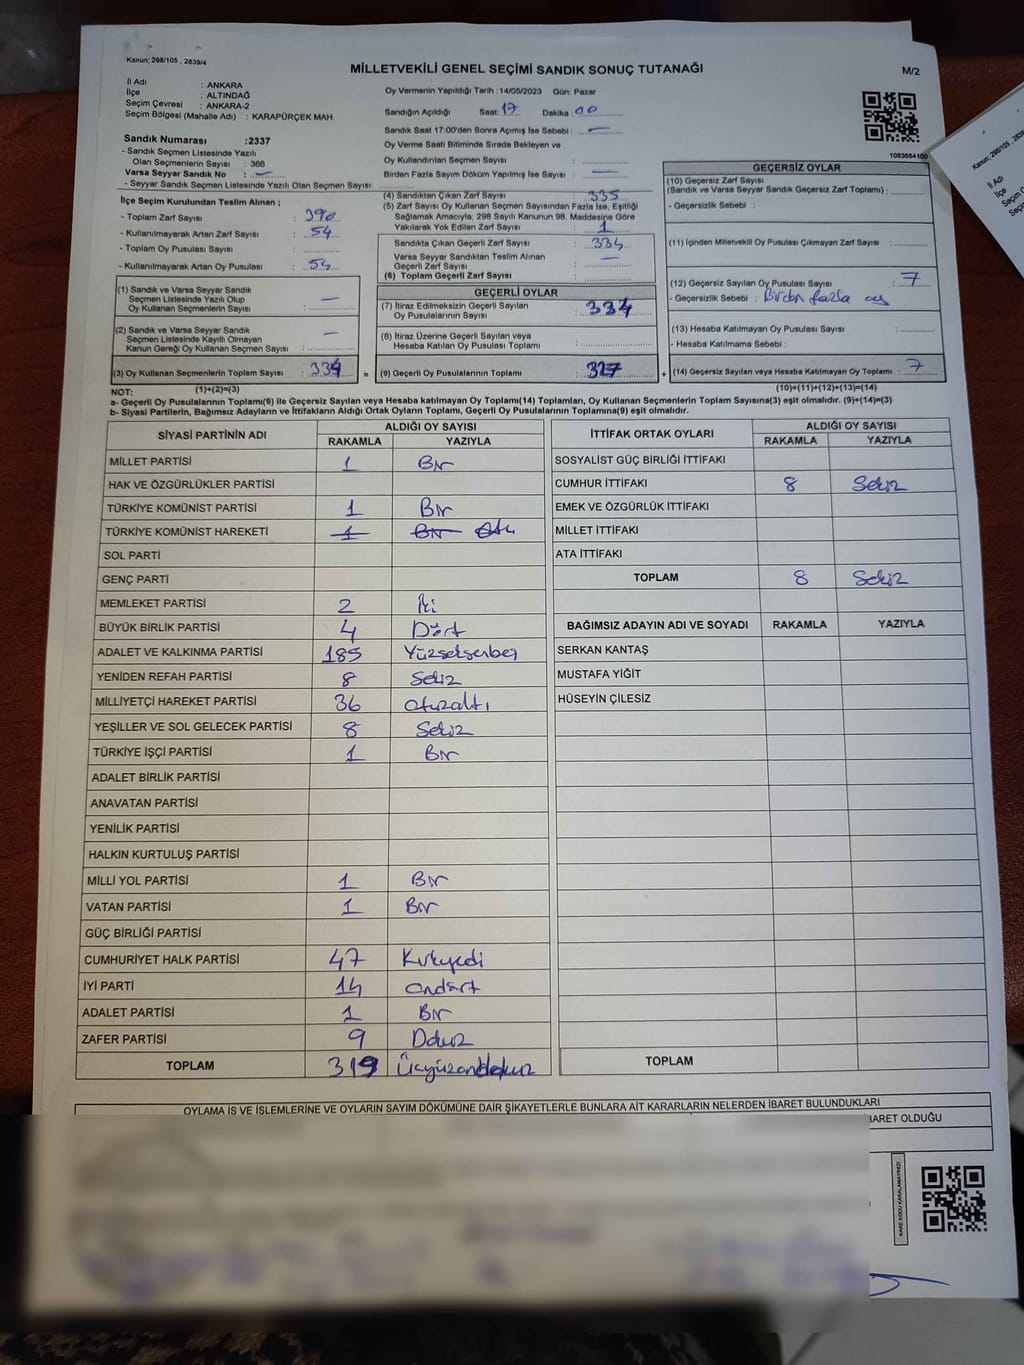 Kanun: 298/105 , 2839/4
MİLLETVEKİLİ GENEL SEÇİMİ SANDIK SONUÇ TUTANAĞI
M/2
İl Adı : ANKARA
İlçe : ALTINDAĞ
Seçim Çevresi : ANKARA-2
Seçim Bölgesi (Mahalle Adı) : KARAPÜRÇEK MAH.
Oy Vermenin Yapıldığı Tarih : 14/05/2023 Gün: Pazar
Sandığın Açıldığı Saat: 17 Dakika : 00
Sandık Saat 17:00'den Sonra Açılmış İse Sebebi : —
Oy Verme Saati Bitiminde Sırada Bekleyen ve
Oy Kullandırılan Seçmen Sayısı :
Birden Fazla Sayım Döküm Yapılmış İse Sayısı : —
Sandık Numarası :2337
- Sandık Seçmen Listesinde Yazılı
Olan Seçmenlerin Sayısı : 366
Varsa Seyyar Sandık No : —
- Seyyar Sandık Seçmen Listesinde Yazılı Olan Seçmen Sayısı:
1083684100
İlçe Seçim Kurulundan Teslim Alınan ;
- Toplam Zarf Sayısı : 390
- Kullanılmayarak Artan Zarf Sayısı : 54
- Toplam Oy Pusulası Sayısı :
- Kullanılmayarak Artan Oy Pusulası : 54
(4) Sandıktan Çıkan Zarf Sayısı : 335
(5) Zarf Sayısı Oy Kullanan Seçmen Sayısından Fazla İse, Eşitliği
Sağlamak Amacıyla, 298 Sayılı Kanunun 98. Maddesine Göre
Yakılarak Yok Edilen Zarf Sayısı : 1
Sandıkta Çıkan Geçerli Zarf Sayısı : 334
Varsa Seyyar Sandıktan Teslim Alınan
Geçerli Zarf Sayısı : —
(6) Toplam Geçerli Zarf Sayısı :
GEÇERSİZ OYLAR
(10) Geçersiz Zarf Sayısı
(Sandık ve Varsa Seyyar Sandık Geçersiz Zarf Toplamı) :
- Geçersizlik Sebebi :
(11) İçinden Milletvekili Oy Pusulası Çıkmayan Zarf Sayısı :
(12) Geçersiz Sayılan Oy Pusulası Sayısı : 7
- Geçersizlik Sebebi : Birden fazla oy
(13) Hesaba Katılmayan Oy Pusulası Sayısı :
- Hesaba Katılmama Sebebi :
(14) Geçersiz Sayılan veya Hesaba Katılmayan Oy Toplamı : 7
(1) Sandık ve Varsa Seyyar Sandık
Seçmen Listesinde Yazılı Olup
Oy Kullanan Seçmenlerin Sayısı : —
(2) Sandık ve Varsa Seyyar Sandık
Seçmen Listesinde Kayıtlı Olmayan
Kanun Gereği Oy Kullanan Seçmen Sayısı : —
(3) Oy Kullanan Seçmenlerin Toplam Sayısı : 334 =
GEÇERLİ OYLAR
(7) İtiraz Edilmeksizin Geçerli Sayılan
Oy Pusulalarının Sayısı : 334
(8) İtiraz Üzerine Geçerli Sayılan veya
Hesaba Katılan Oy Pusulası Toplamı :
(9) Geçerli Oy Pusulalarının Toplamı : 327 +
NOT: (1)+(2)=(3) (10)+(11)+(12)+(13)=(14)
a- Geçerli Oy Pusulalarının Toplamı(9) ile Geçersiz Sayılan veya Hesaba katılmayan Oy Toplamı(14) Toplamları, Oy Kullanan Seçmenlerin Toplam Sayısına(3) eşit olmalıdır. (9)+(14)=(3)
b- Siyasi Partilerin, Bağımsız Adayların ve İttifakların Aldığı Ortak Oyların Toplamı, Geçerli Oy Pusulalarının Toplamına(9) eşit olmalıdır.
SİYASİ PARTİNİN ADI ALDIĞI OY SAYISI
RAKAMLA YAZIYLA
MİLLET PARTİSİ 1 Bir
HAK VE ÖZGÜRLÜKLER PARTİSİ
TÜRKİYE KOMÜNİST PARTİSİ 1 Bir
TÜRKİYE KOMÜNİST HAREKETİ 1 Bir
SOL PARTİ
GENÇ PARTİ
MEMLEKET PARTİSİ 2 İki
BÜYÜK BİRLİK PARTİSİ 4 Dört
ADALET VE KALKINMA PARTİSİ 185 Yüzseksenbeş
YENİDEN REFAH PARTİSİ 8 Sekiz
MİLLİYETÇİ HAREKET PARTİSİ 36 otuzaltı
YEŞİLLER VE SOL GELECEK PARTİSİ 8 Sekiz
TÜRKİYE İŞÇİ PARTİSİ 1 Bir
ADALET BİRLİK PARTİSİ
ANAVATAN PARTİSİ
YENİLİK PARTİSİ
HALKIN KURTULUŞ PARTİSİ
MİLLİ YOL PARTİSİ 1 Bir
VATAN PARTİSİ 1 Bir
GÜÇ BİRLİĞİ PARTİSİ
CUMHURİYET HALK PARTİSİ 47 Kırkyedi
İYİ PARTİ 14 ondört
ADALET PARTİSİ 1 Bir
ZAFER PARTİSİ 9 Dokuz
TOPLAM 319 Üçyüzondokuz
İTTİFAK ORTAK OYLARI ALDIĞI OY SAYISI
RAKAMLA YAZIYLA
SOSYALİST GÜÇ BİRLİĞİ İTTİFAKI
CUMHUR İTTİFAKI 8 Sekiz
EMEK VE ÖZGÜRLÜK İTTİFAKI
MİLLET İTTİFAKI
ATA İTTİFAKI
TOPLAM 8 Sekiz
BAĞIMSIZ ADAYIN ADI VE SOYADI RAKAMLA YAZIYLA
SERKAN KANTAŞ
MUSTAFA YİĞİT
HÜSEYİN ÇİLESİZ
TOPLAM
OYLAMA İŞ VE İŞLEMLERİNE VE OYLARIN SAYIM DÖKÜMÜNE DAİR ŞİKAYETLERLE BUNLARA AİT KARARLARIN NELERDEN İBARET BULUNDUKLARI
BARET OLDUĞU
KARE KODU KARALAMAYINIZ!
Kanun: 298/105
İl Adı
İlçe